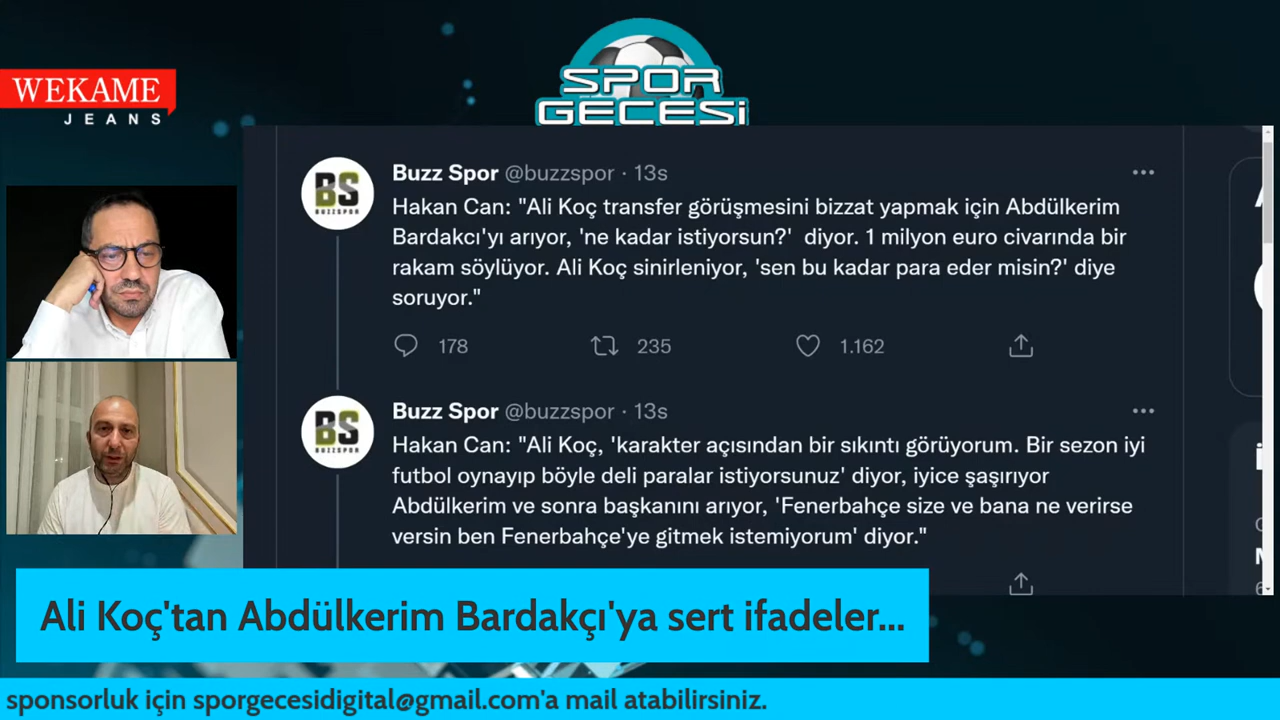 WEKAME
JEANS
SPOR
GECESİ
BS
BUZZSPOR
Buzz Spor @buzzspor · 13s
Hakan Can: "Ali Koç transfer görüşmesini bizzat yapmak için Abdülkerim
Bardakcı'yı arıyor, 'ne kadar istiyorsun?' diyor. 1 milyon euro civarında bir
rakam söylüyor. Ali Koç sinirleniyor, 'sen bu kadar para eder misin?' diye
soruyor."
178 235 1.162
BS
BUZZSPOR
Buzz Spor @buzzspor · 13s
Hakan Can: "Ali Koç, 'karakter açısından bir sıkıntı görüyorum. Bir sezon iyi
futbol oynayıp böyle deli paralar istiyorsunuz' diyor, iyice şaşırıyor
Abdülkerim ve sonra başkanını arıyor, 'Fenerbahçe size ve bana ne verirse
versin ben Fenerbahçe'ye gitmek istemiyorum' diyor."
Ali Koç'tan Abdülkerim Bardakçı'ya sert ifadeler...
sponsorluk için sporgecesidigital@gmail.com'a mail atabilirsiniz.